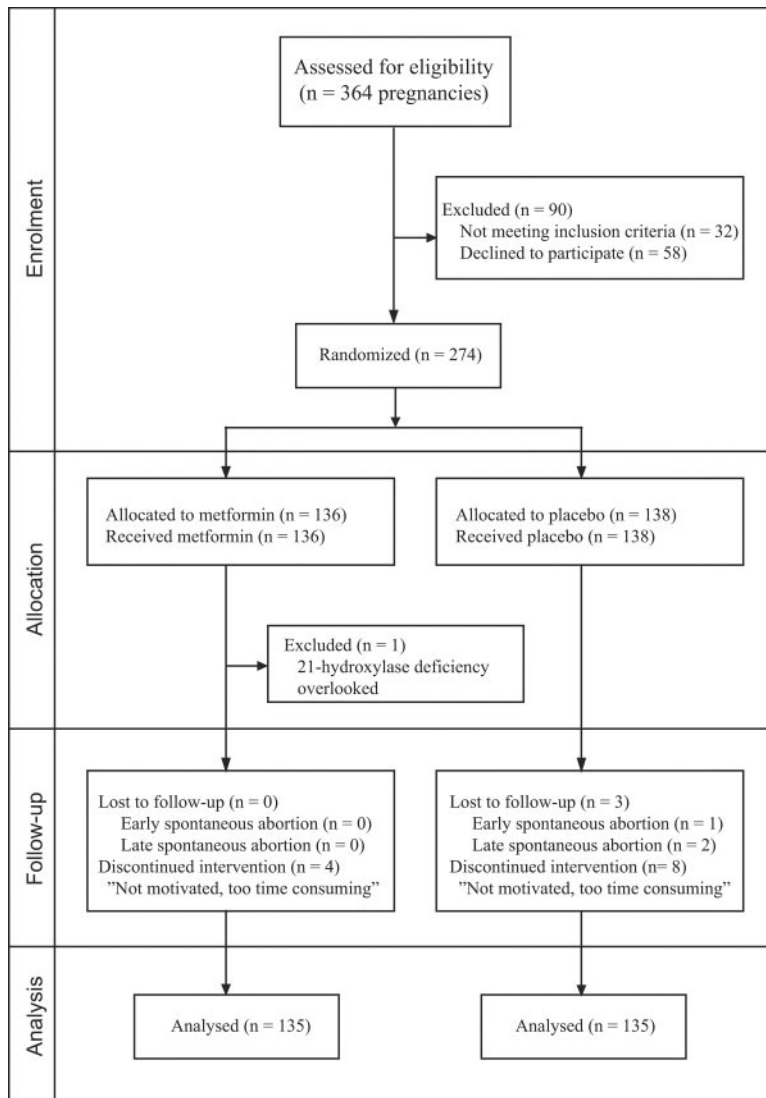 Enrolment
Assessed for eligibility
(n = 364 pregnancies)
Excluded (n = 90)
Not meeting inclusion criteria (n = 32)
Declined to participate (n = 58)
Randomized (n = 274)
Allocation
Allocated to metformin (n = 136)
Received metformin (n = 136)
Allocated to placebo (n = 138)
Received placebo (n = 138)
Excluded (n = 1)
21-hydroxylase deficiency
overlooked
Follow-up
Lost to follow-up (n = 0)
Early spontaneous abortion (n = 0)
Late spontaneous abortion (n = 0)
Discontinued intervention (n = 4)
”Not motivated, too time consuming”
Lost to follow-up (n = 3)
Early spontaneous abortion (n = 1)
Late spontaneous abortion (n = 2)
Discontinued intervention (n= 8)
”Not motivated, too time consuming”
Analysis
Analysed (n = 135)
Analysed (n = 135)